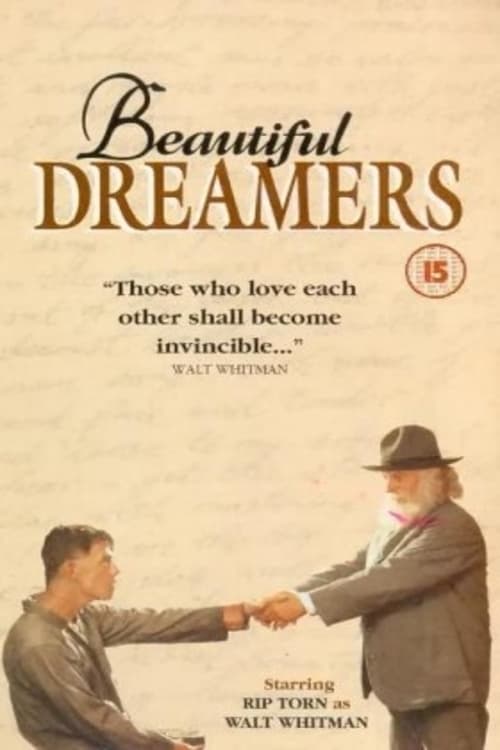 Beautiful
DREAMERS
15
“Those who love each
other shall become
invincible...”
WALT WHITMAN
Starring
RIP TORN as
WALT WHITMAN